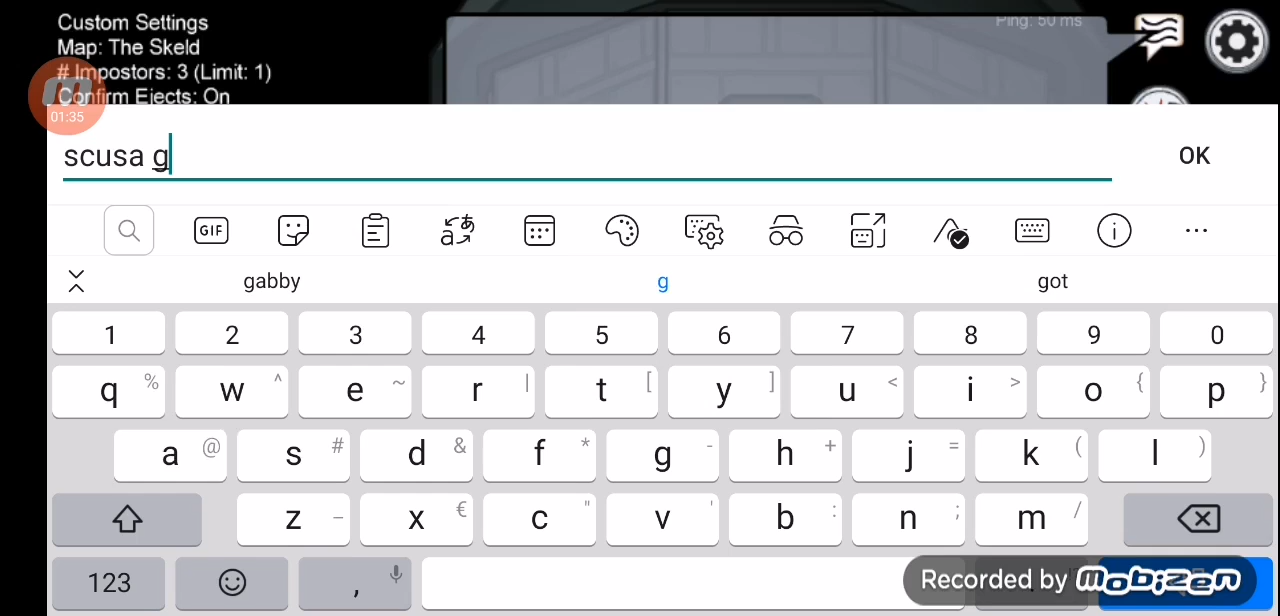 Custom Settings
Ping: 50 ms
Map: The Skeld
# Impostors: 3 (Limit: 1)
Confirm Ejects: On
01:35
scusa g
OK
GIF
gabby g got
1 2 3 4 5 6 7 8 9 0
q % w ^ e ~ r | t [ y ] u < i > o { p }
a @ s # d & f * g - h + j = k ( l )
z _ x € c " v ' b : n ; m /
123 ,
Recorded by mobizen